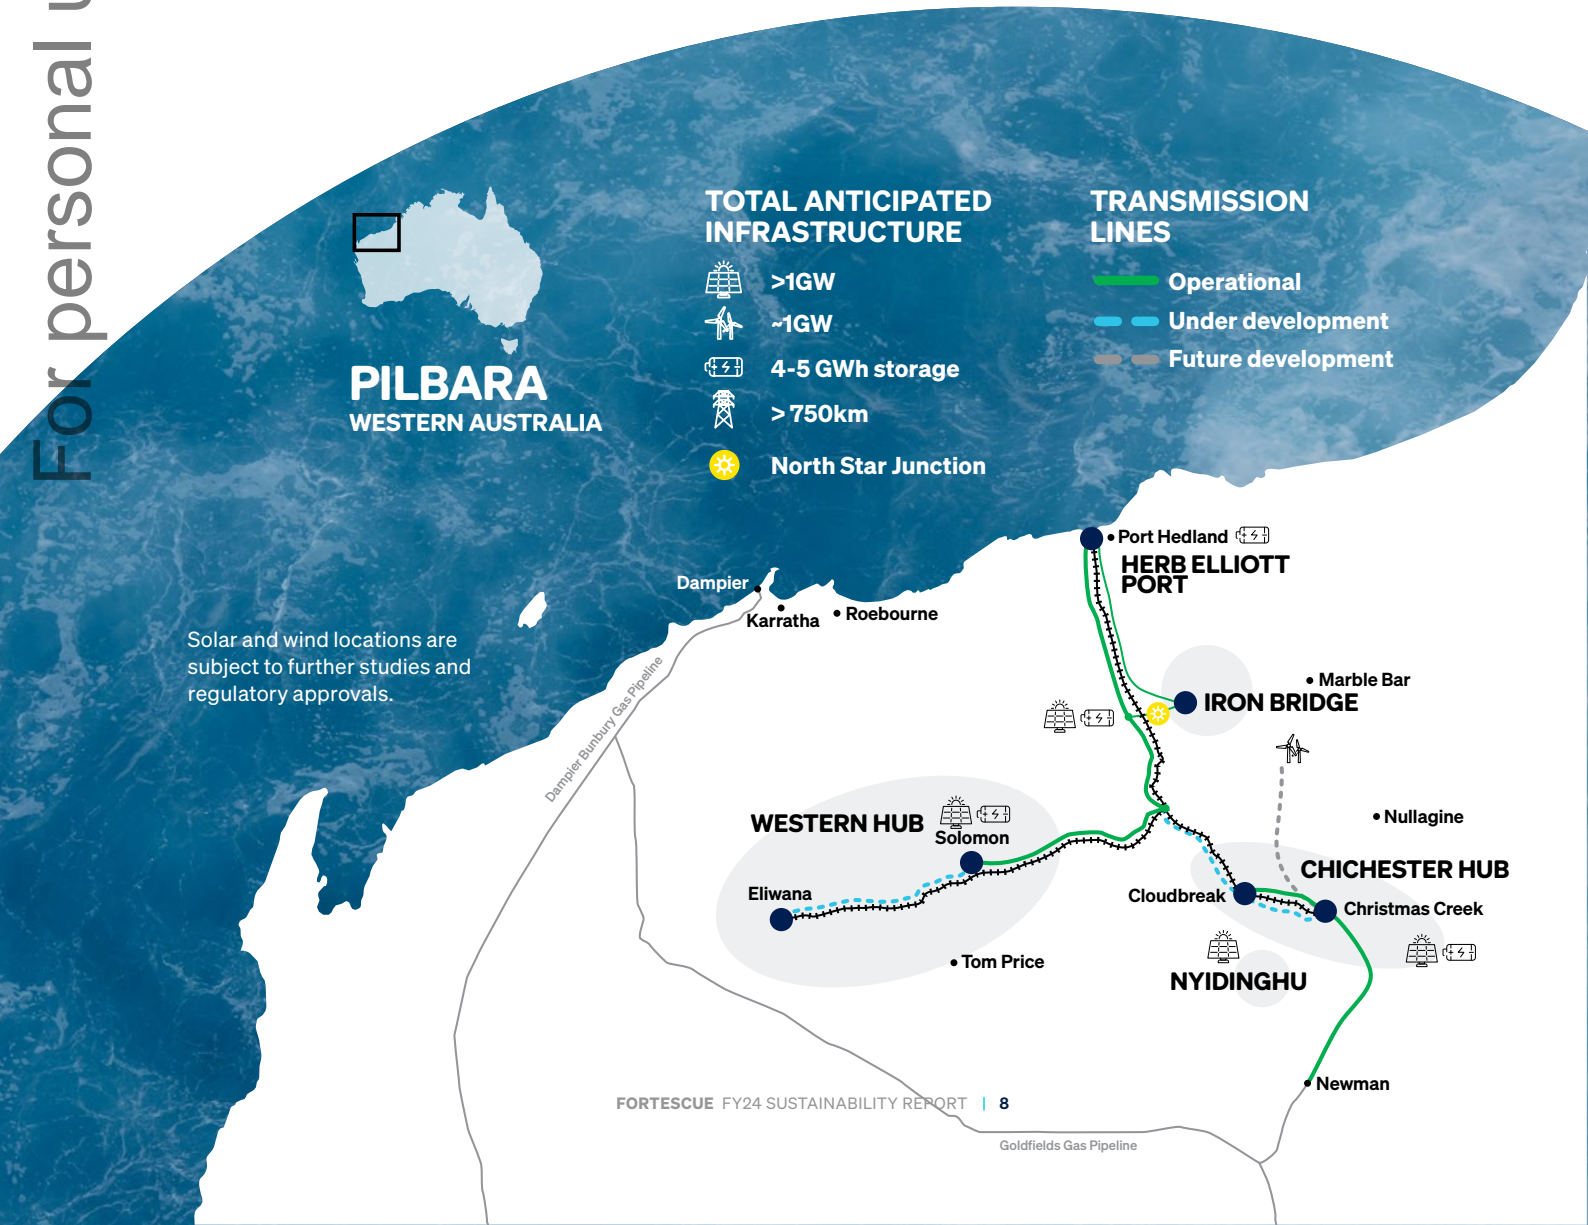 For personal u
PILBARA
WESTERN AUSTRALIA
TOTAL ANTICIPATED
INFRASTRUCTURE
>1GW
~1GW
4-5 GWh storage
> 750km
North Star Junction
TRANSMISSION
LINES
Operational
Under development
Future development
Solar and wind locations are
subject to further studies and
regulatory approvals.
Port Hedland
HERB ELLIOTT
PORT
Dampier
Karratha
Roebourne
Dampier Bunbury Gas Pipeline
Marble Bar
IRON BRIDGE
WESTERN HUB
Solomon
Nullagine
CHICHESTER HUB
Eliwana
Cloudbreak
Christmas Creek
Tom Price
NYIDINGHU
Newman
FORTESCUE FY24 SUSTAINABILITY REPORT | 8
Goldfields Gas Pipeline